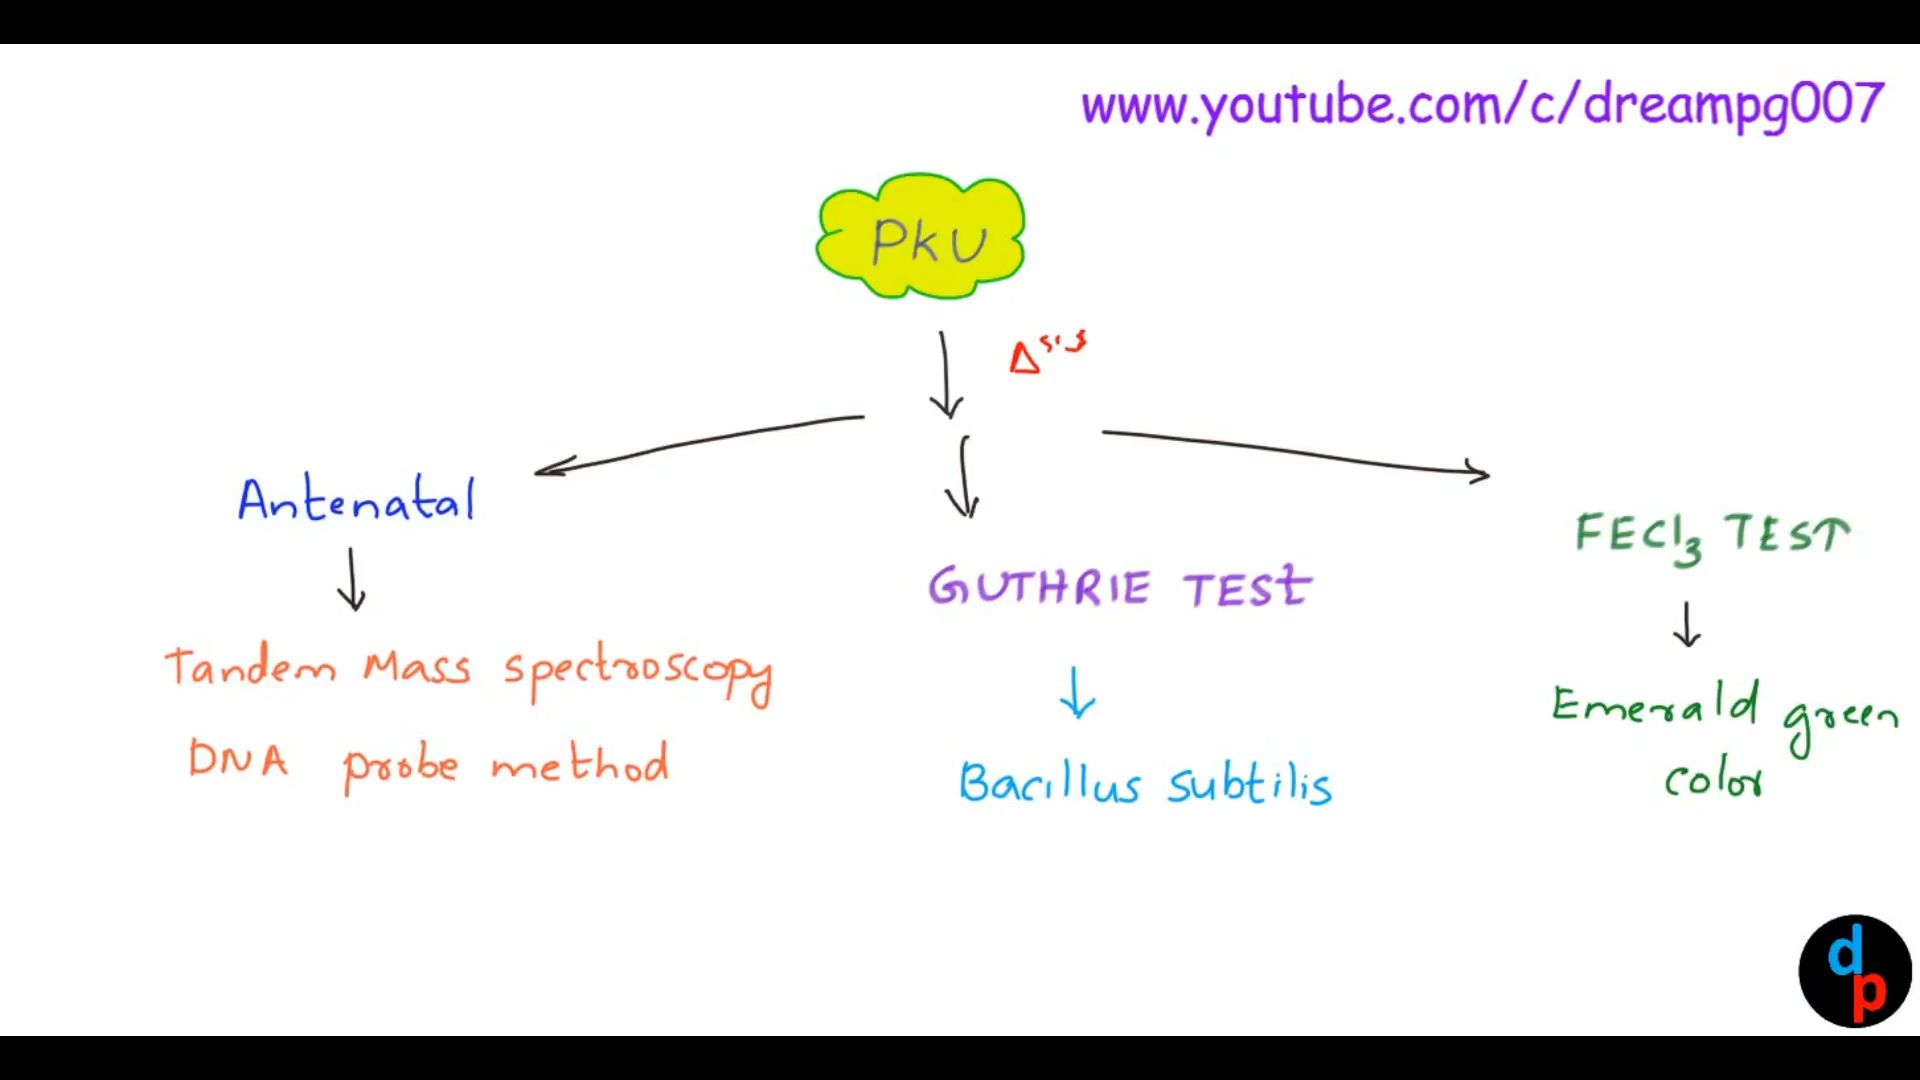 www.youtube.com/c/dreampg007
PKU
Δsis
Antenatal
GUTHRIE TEST
FECl3 TEST
Tandem Mass spectroscopy
DNA probe method
Bacillus subtilis
Emerald green
color
dp